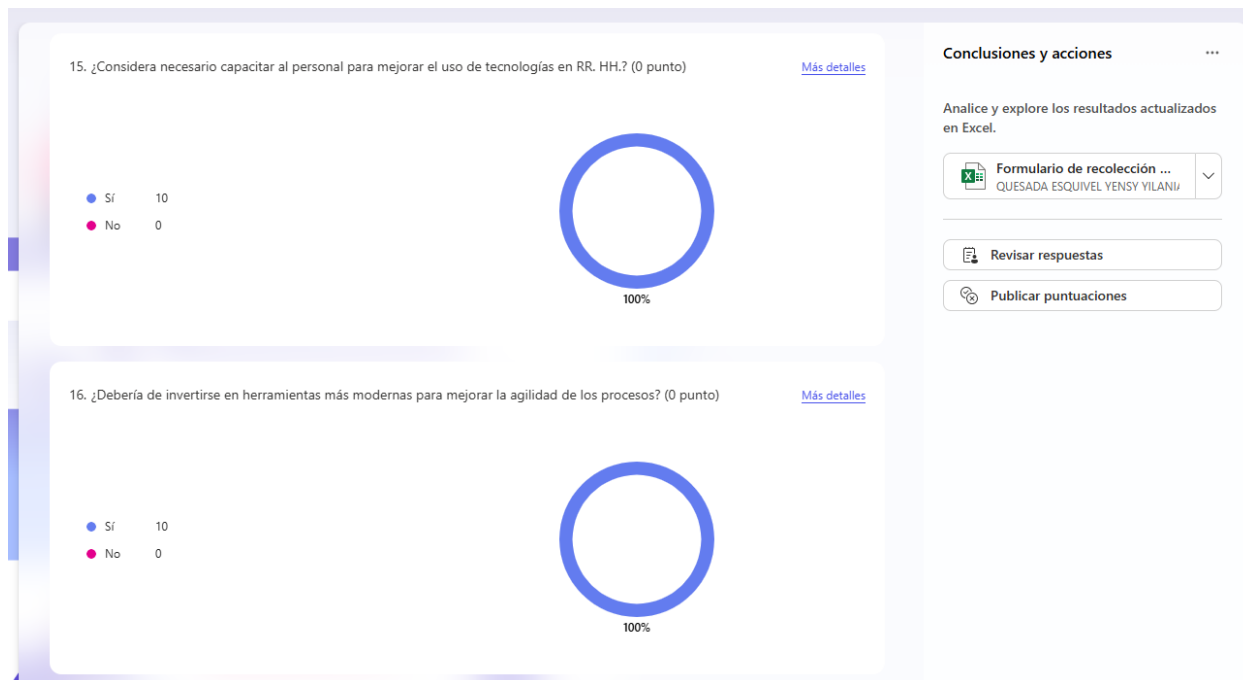 15. ¿Considera necesario capacitar al personal para mejorar el uso de tecnologías en RR. HH.? (0 punto)
Más detalles
Sí 10
No 0
100%
16. ¿Debería de invertirse en herramientas más modernas para mejorar la agilidad de los procesos? (0 punto)
Más detalles
Sí 10
No 0
100%
Conclusiones y acciones
Analice y explore los resultados actualizados
en Excel.
Formulario de recolección ...
QUESADA ESQUIVEL YENSY YILANI
Revisar respuestas
Publicar puntuaciones